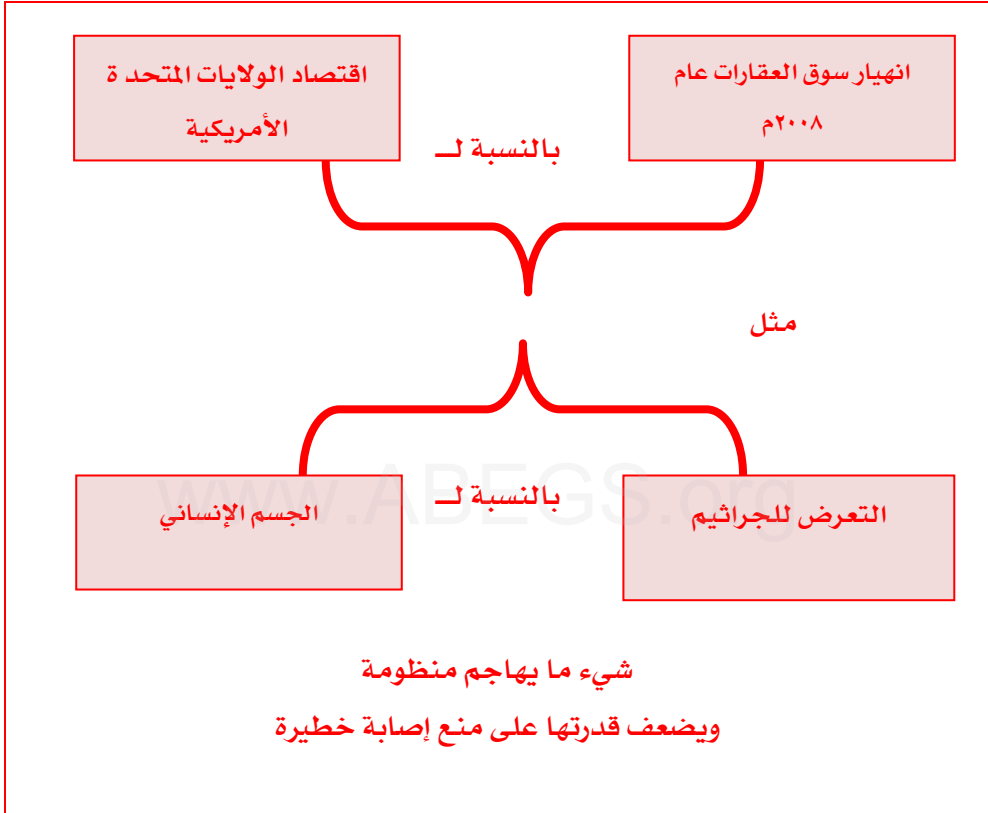 انهيار سوق العقارات عام
٢٠٠٨م
بالنسبة لــ
اقتصاد الولايات المتحد ة
الأمريكية
مثل
التعرض للجراثيم
بالنسبة لــ
الجسم الإنساني
www.ABEGS.org
شيء ما يهاجم منظومة
ويضعف قدرتها على منع إصابة خطيرة